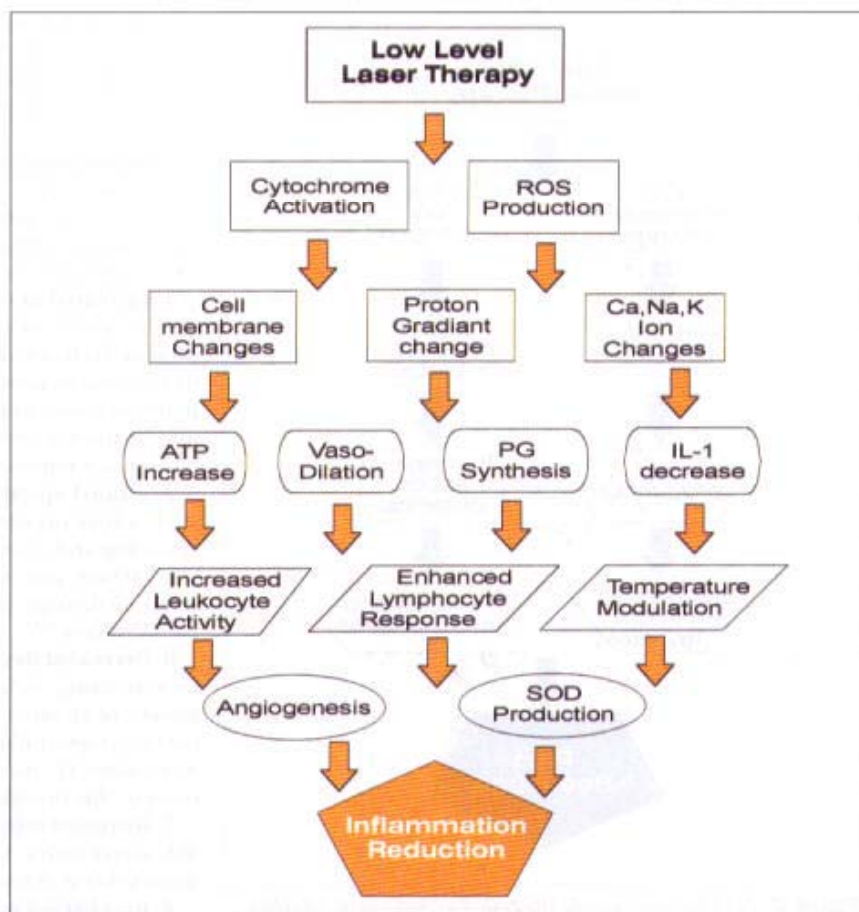 Low Level
Laser Therapy
Cytochrome
Activation
ROS
Production
Cell
membrane
Changes
Proton
Gradiant
change
Ca,Na,K
Ion
Changes
ATP
Increase
Vaso-
Dilation
PG
Synthesis
IL-1
decrease
Increased
Leukocyte
Activity
Enhanced
Lymphocyte
Response
Temperature
Modulation
Angiogenesis
SOD
Production
Inflammation
Reduction